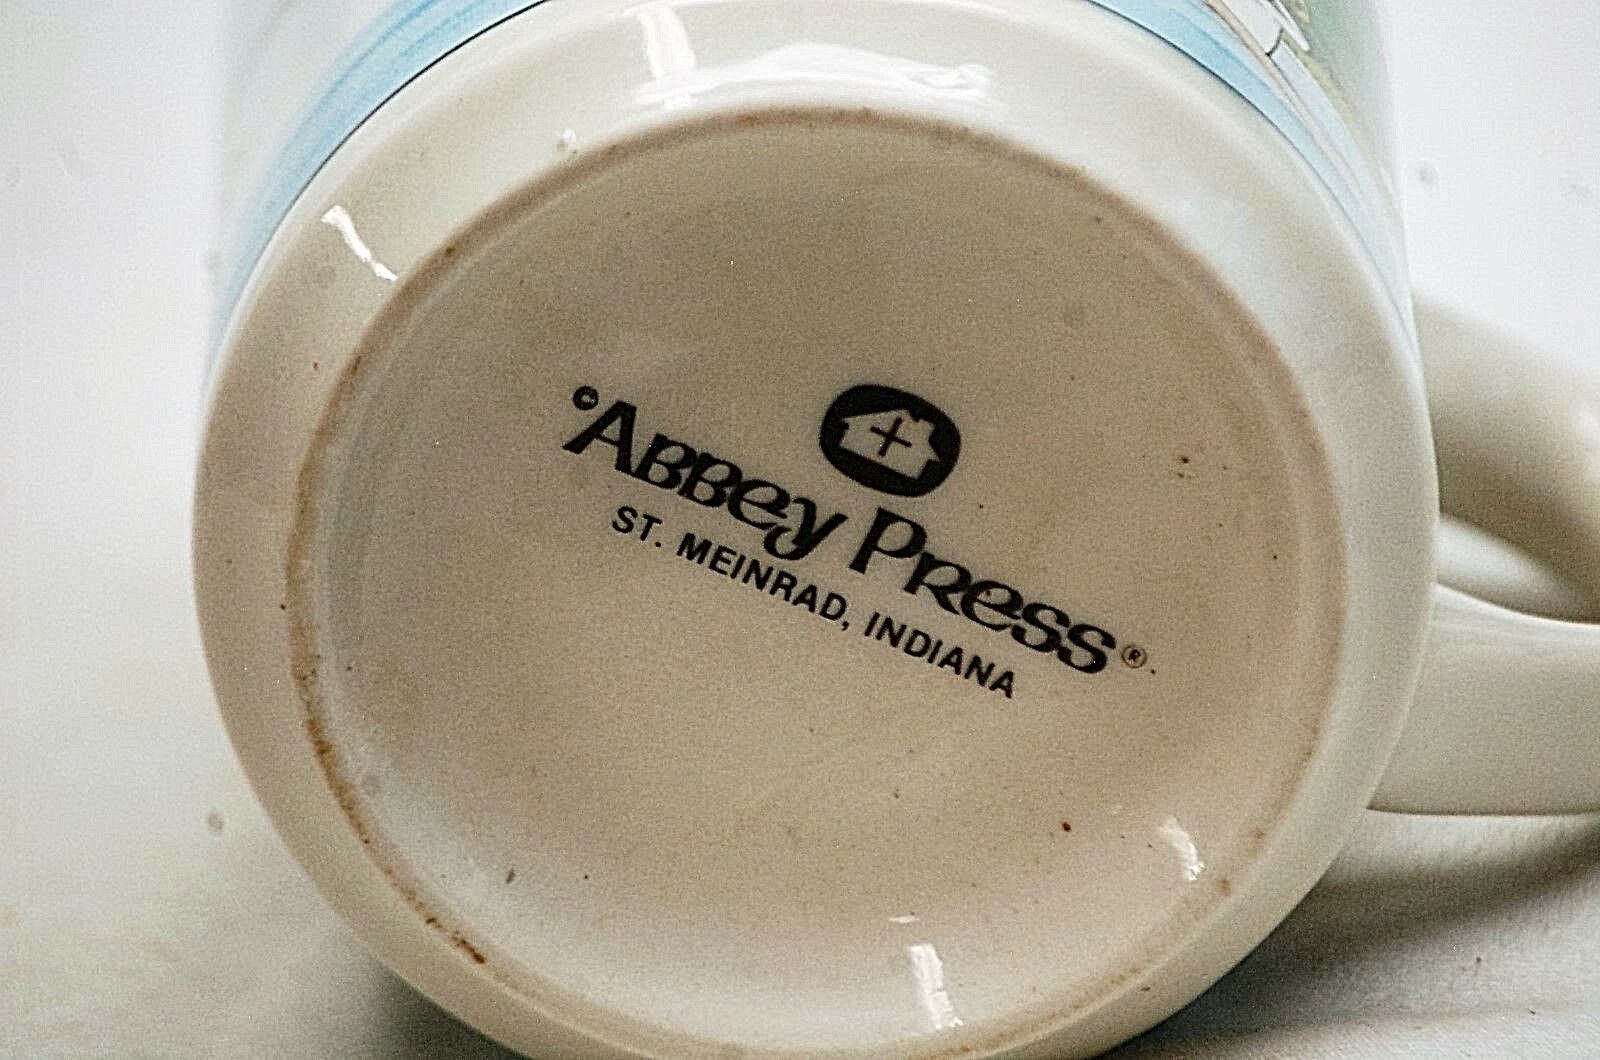 ©ABBey PRess®
ST. MEINRAD, INDIANA